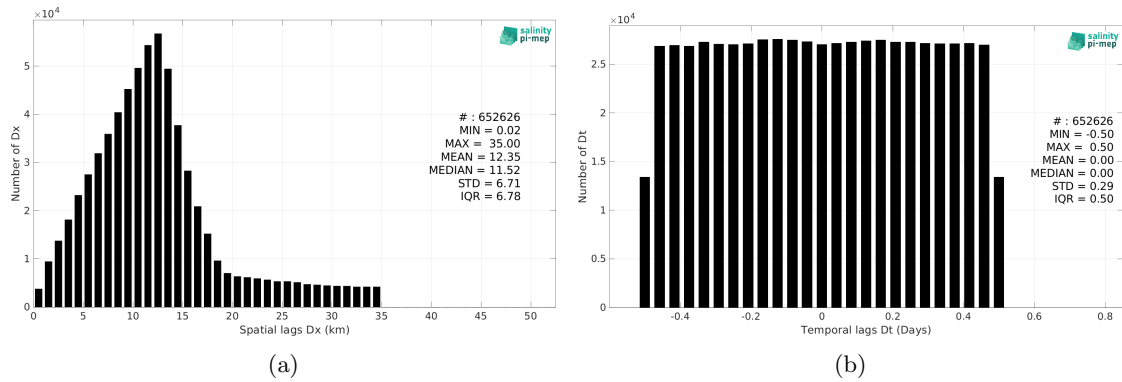 ×10⁴
5
4
3
2
1
0
Number of Dx
0 5 10 15 20 25 30 35 40 45 50
Spatial lags Dx (km)
salinity
pi-mep
# : 652626
MIN = 0.02
MAX = 35.00
MEAN = 12.35
MEDIAN = 11.52
STD = 6.71
IQR = 6.78
(a)
×10⁴
2.5
2
1.5
1
0.5
0
Number of Dt
-0.4 -0.2 0 0.2 0.4 0.6 0.8
Temporal lags Dt (Days)
salinity
pi-mep
# : 652626
MIN = -0.50
MAX = 0.50
MEAN = 0.00
MEDIAN = 0.00
STD = 0.29
IQR = 0.50
(b)